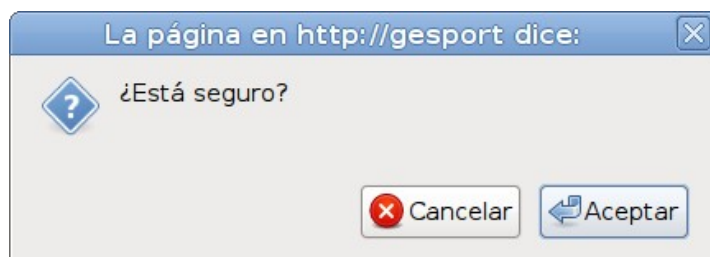 La página en http://gesport dice:
¿Está seguro?
Cancelar
Aceptar